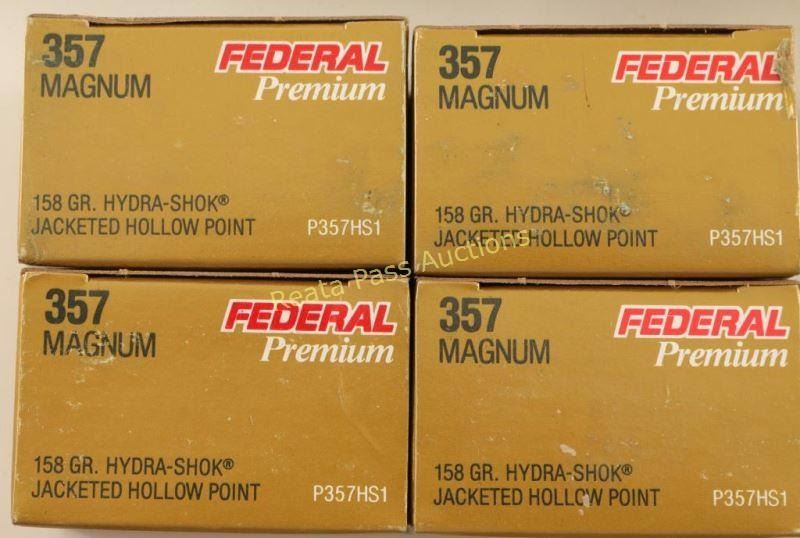 357
MAGNUM
FEDERAL
Premium
158 GR. HYDRA-SHOK®
JACKETED HOLLOW POINT
P357HS1
357
MAGNUM
FEDERAL
Premium
158 GR. HYDRA-SHOK®
JACKETED HOLLOW POINT
P357HS1
Reata Pass Auctions
357
MAGNUM
FEDERAL
Premium
158 GR. HYDRA-SHOK®
JACKETED HOLLOW POINT
P357HS1
357
MAGNUM
FEDERAL
Premium
158 GR. HYDRA-SHOK®
JACKETED HOLLOW POINT
P357HS1